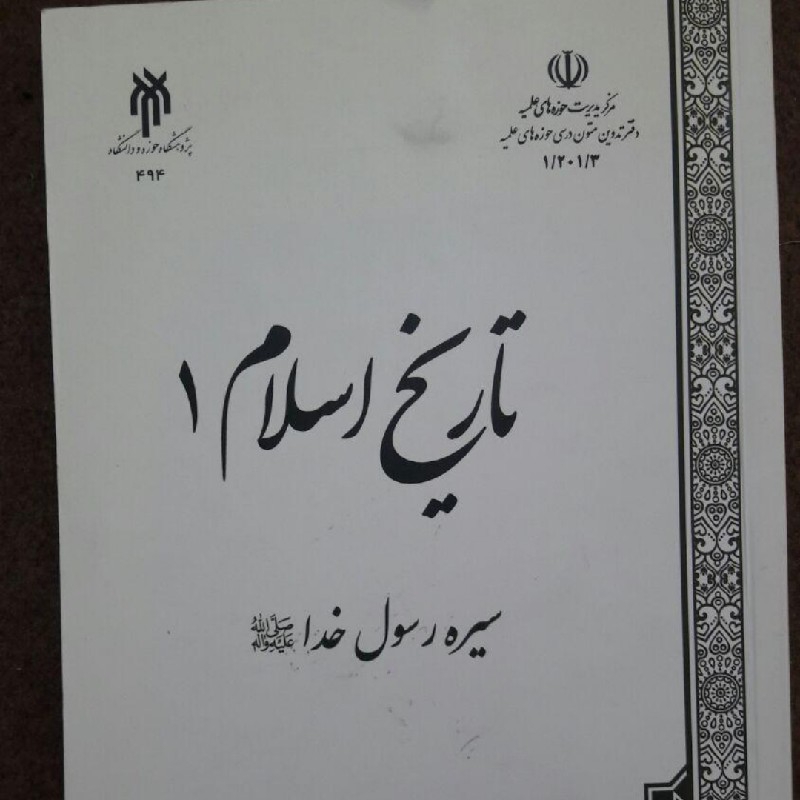 مرکز مدیریت حوزه‌های علمیه
دفتر تدوین متون درسی حوزه‌های علمیه
۱/۲۰۱/۳
پژوهشگاه حوزه و دانشگاه
۴۹۴
تاریخ اسلام ۱
سیره رسول خدا صلی الله علیه وآله